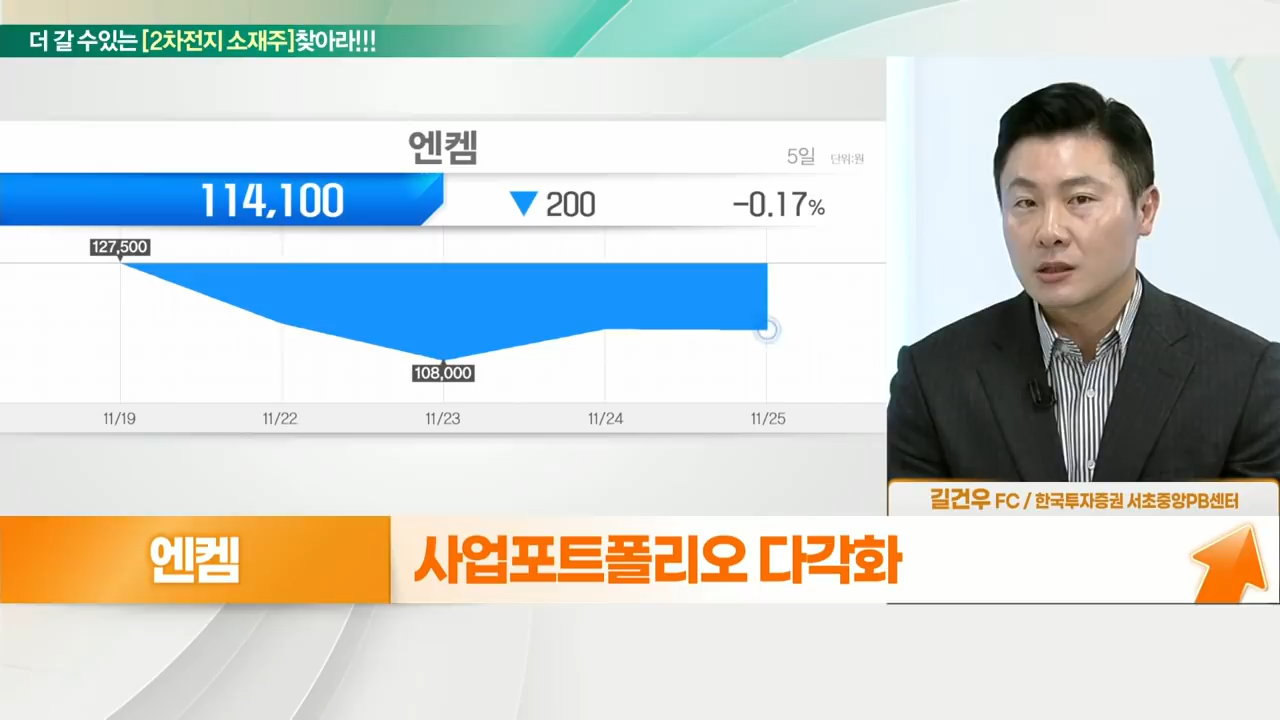 더 갈 수있는 [2차전지 소재주]찾아라!!!
엔켐
5일 단위:원
114,100 ▼ 200 -0.17%
127,500
108,000
11/19 11/22 11/23 11/24 11/25
길건우 FC / 한국투자증권 서초중앙PB센터
엔켐 사업포트폴리오 다각화